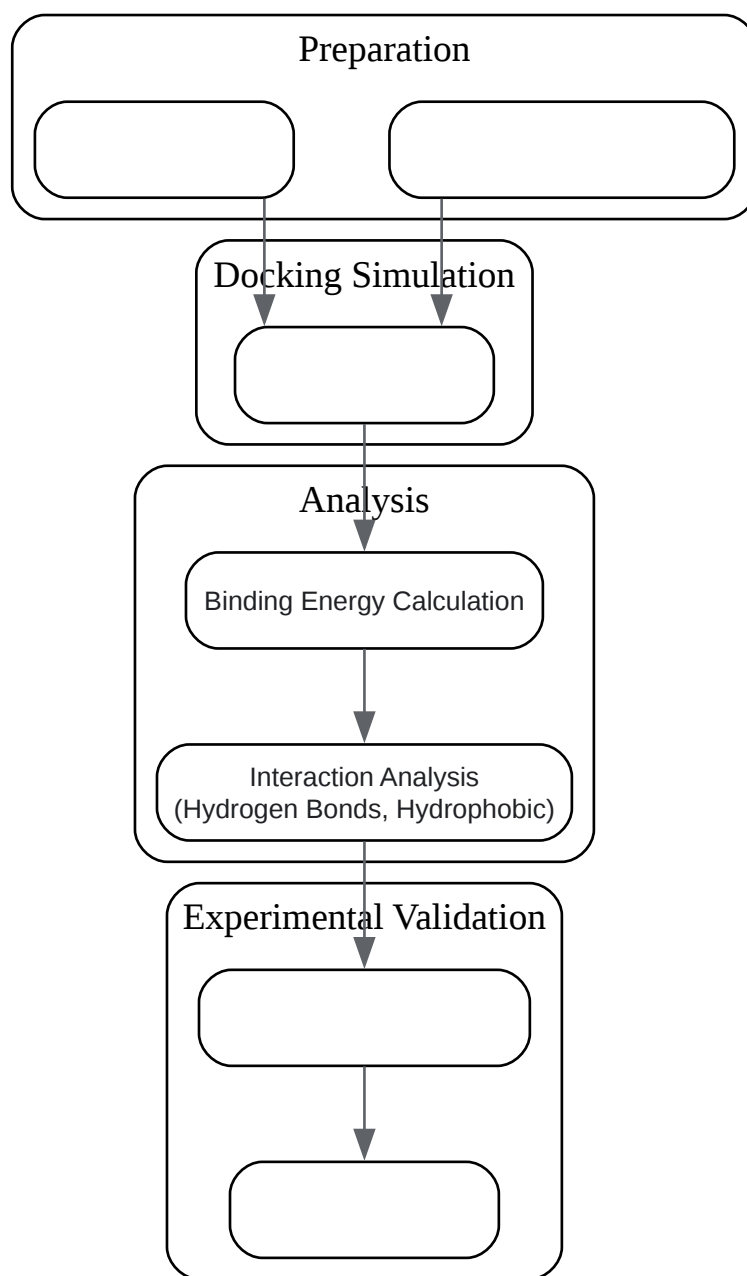 Preparation
Docking Simulation
Analysis
Binding Energy Calculation
Interaction Analysis
(Hydrogen Bonds, Hydrophobic)
Experimental Validation